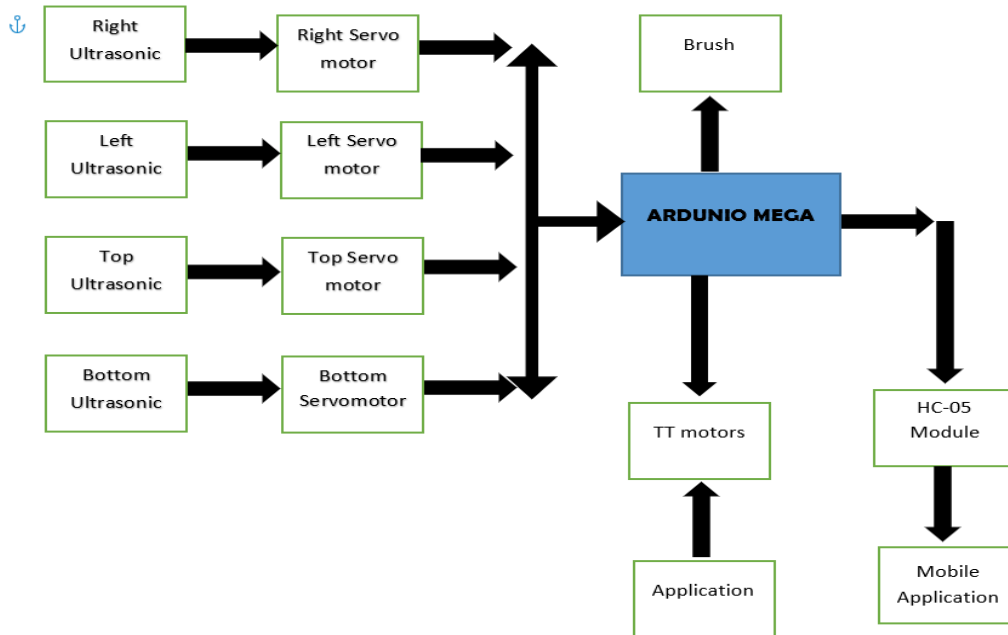 Right
Ultrasonic
Right Servo
motor
Brush
Left
Ultrasonic
Left Servo
motor
ARDUNIO MEGA
Top
Ultrasonic
Top Servo
motor
Bottom
Ultrasonic
Bottom
Servomotor
TT motors
HC-05
Module
Application
Mobile
Application